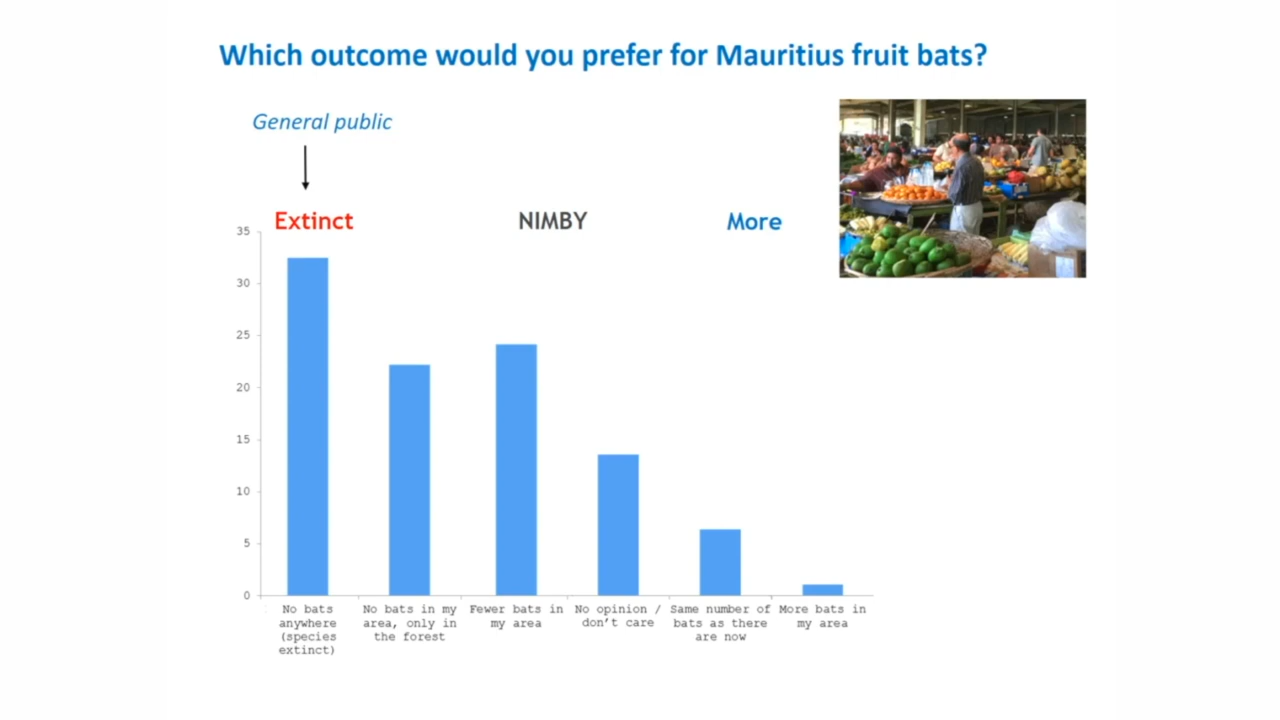 Which outcome would you prefer for Mauritius fruit bats?
General public
Extinct
NIMBY
More
35
30
25
20
15
10
5
0
No bats
anywhere
(species
extinct)
No bats in my
area, only in
the forest
Fewer bats in
my area
No opinion /
don't care
Same number of
bats as there
are now
More bats in
my area